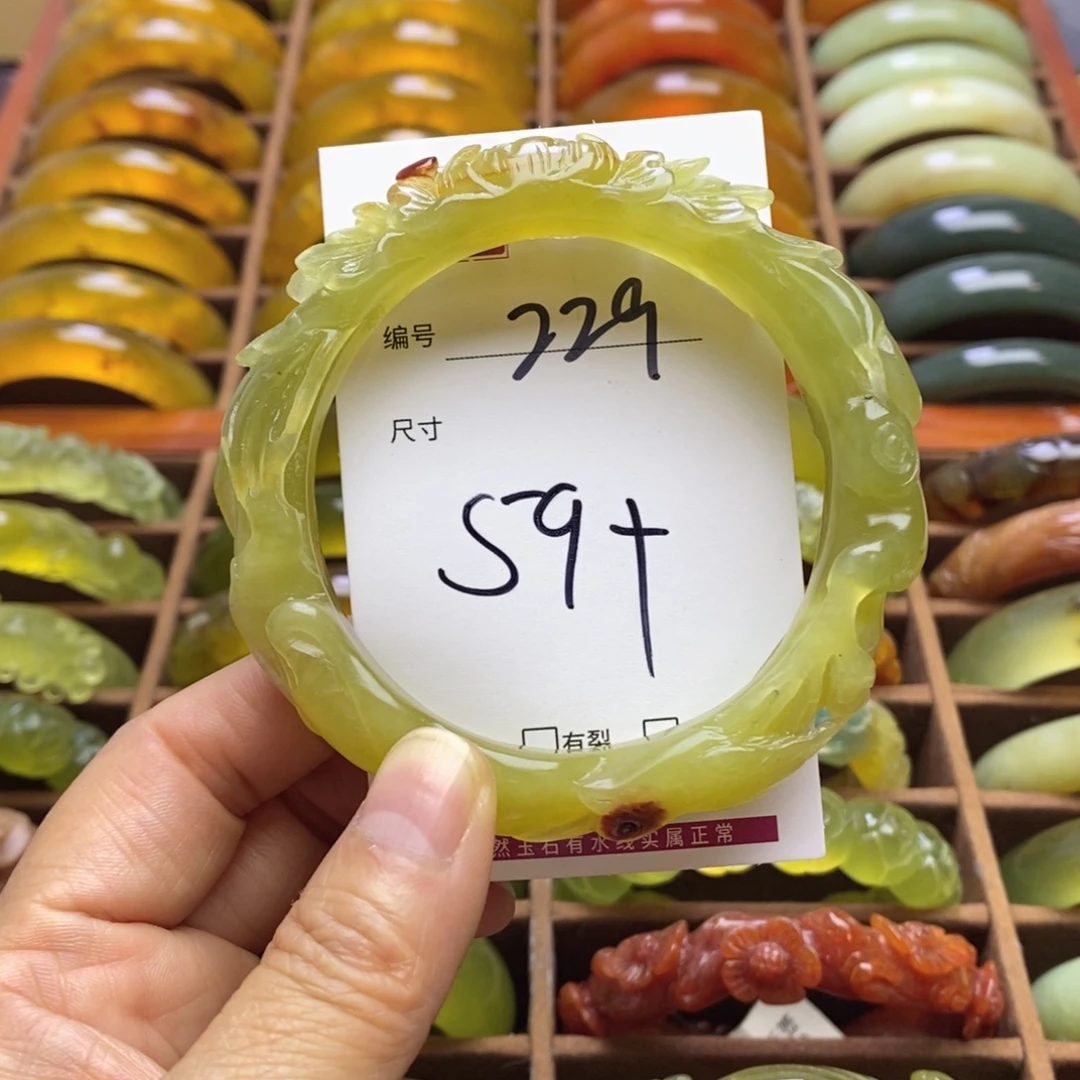 编号 229
尺寸
59+
有裂
然玉石有水线实属正常